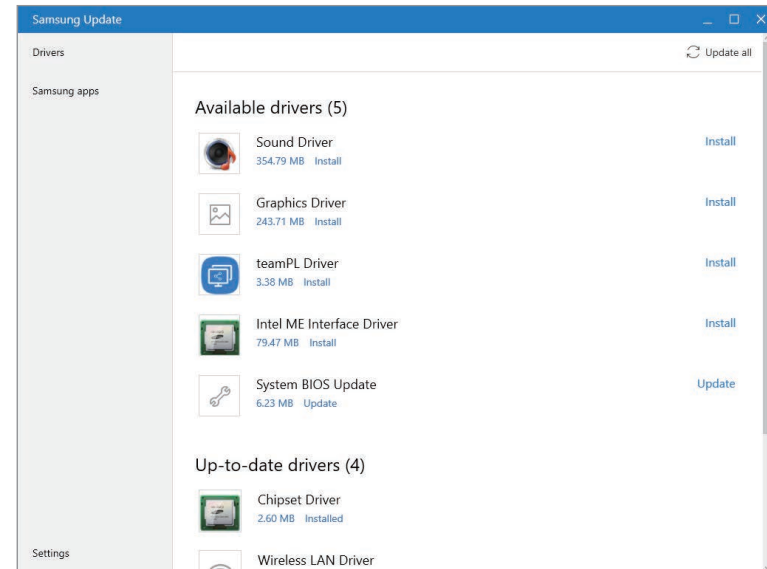 Samsung Update
Drivers
Update all
Samsung apps
Available drivers (5)
Sound Driver
Install
354.79 MB Install
Graphics Driver
Install
243.71 MB Install
teamPL Driver
Install
3.38 MB Install
Intel ME Interface Driver
Install
79.47 MB Install
System BIOS Update
Update
6.23 MB Update
Up-to-date drivers (4)
Chipset Driver
2.60 MB Installed
Settings
Wireless LAN Driver